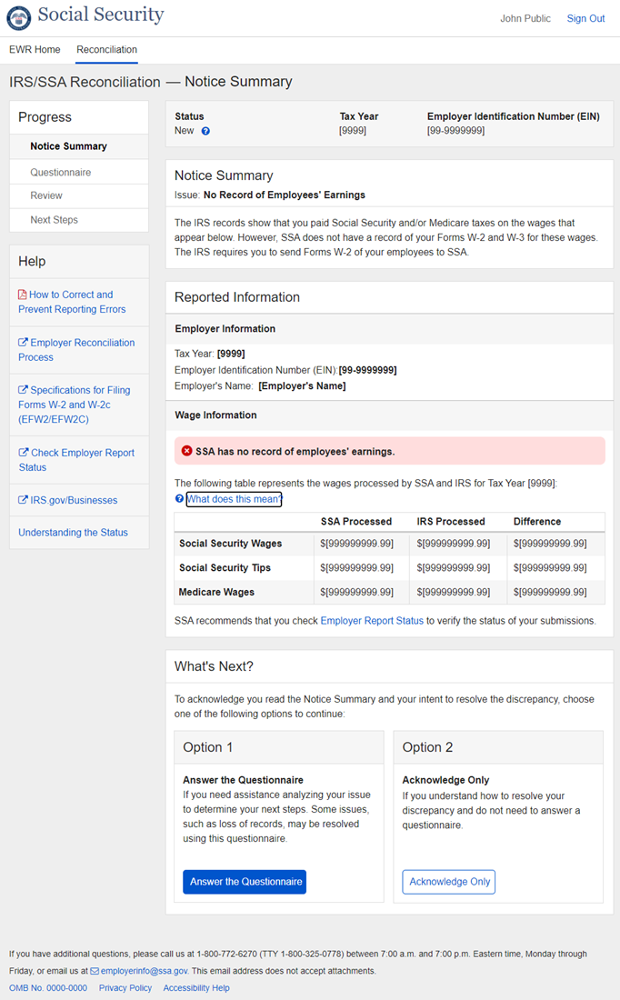 Social Security
John Public
Sign Out
EWR Home
Reconciliation
IRS/SSA Reconciliation — Notice Summary
Progress
Notice Summary
Questionnaire
Review
Next Steps
Help
How to Correct and
Prevent Reporting Errors
Employer Reconciliation
Process
Specifications for Filing
Forms W-2 and W-2c
(EFW2/EFW2C)
Check Employer Report
Status
IRS.gov/Businesses
Understanding the Status
Status Tax Year Employer Identification Number (EIN)
New [9999] [99-9999999]
Notice Summary
Issue: No Record of Employees' Earnings
The IRS records show that you paid Social Security and/or Medicare taxes on the wages that
appear below. However, SSA does not have a record of your Forms W-2 and W-3 for these wages.
The IRS requires you to send Forms W-2 of your employees to SSA.
Reported Information
Employer Information
Tax Year: [9999]
Employer Identification Number (EIN):[99-9999999]
Employer's Name: [Employer's Name]
Wage Information
SSA has no record of employees' earnings.
The following table represents the wages processed by SSA and IRS for Tax Year [9999]:
What does this mean?
SSA Processed IRS Processed Difference
Social Security Wages $[999999999.99] $[999999999.99] $[999999999.99]
Social Security Tips $[999999999.99] $[999999999.99] $[999999999.99]
Medicare Wages $[999999999.99] $[999999999.99] $[999999999.99]
SSA recommends that you check Employer Report Status to verify the status of your submissions.
What's Next?
To acknowledge you read the Notice Summary and your intent to resolve the discrepancy, choose
one of the following options to continue:
Option 1
Answer the Questionnaire
If you need assistance analyzing your issue
to determine your next steps. Some issues,
such as loss of records, may be resolved
using this questionnaire.
Answer the Questionnaire
Option 2
Acknowledge Only
If you understand how to resolve your
discrepancy and do not need to answer a
questionnaire.
Acknowledge Only
If you have additional questions, please call us at 1-800-772-6270 (TTY 1-800-325-0778) between 7:00 a.m. and 7:00 p.m. Eastern time, Monday through
Friday, or email us at employerinfo@ssa.gov. This email address does not accept attachments.
OMB No. 0000-0000 Privacy Policy Accessibility Help